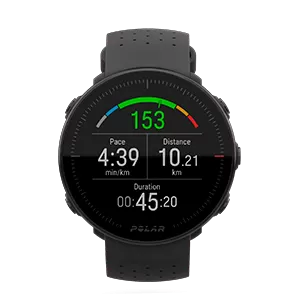 153
Pace Distance
4:39 10.21
min/km km
Duration
00:45:20
POLAR